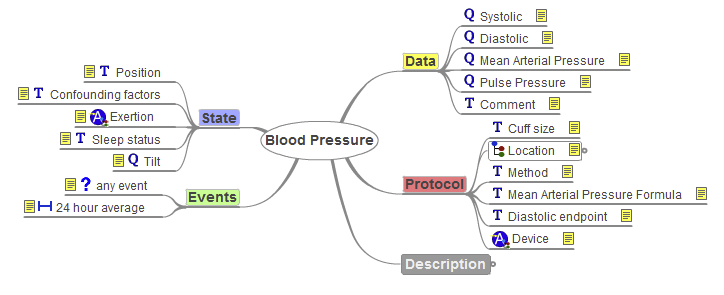 Blood Pressure
Data
Q Systolic
Q Diastolic
Q Mean Arterial Pressure
Q Pulse Pressure
T Comment
Protocol
T Cuff size
Location
T Method
T Mean Arterial Pressure Formula
T Diastolic endpoint
A Device
Description
State
T Position
T Confounding factors
A Exertion
T Sleep status
Q Tilt
Events
? any event
24 hour average